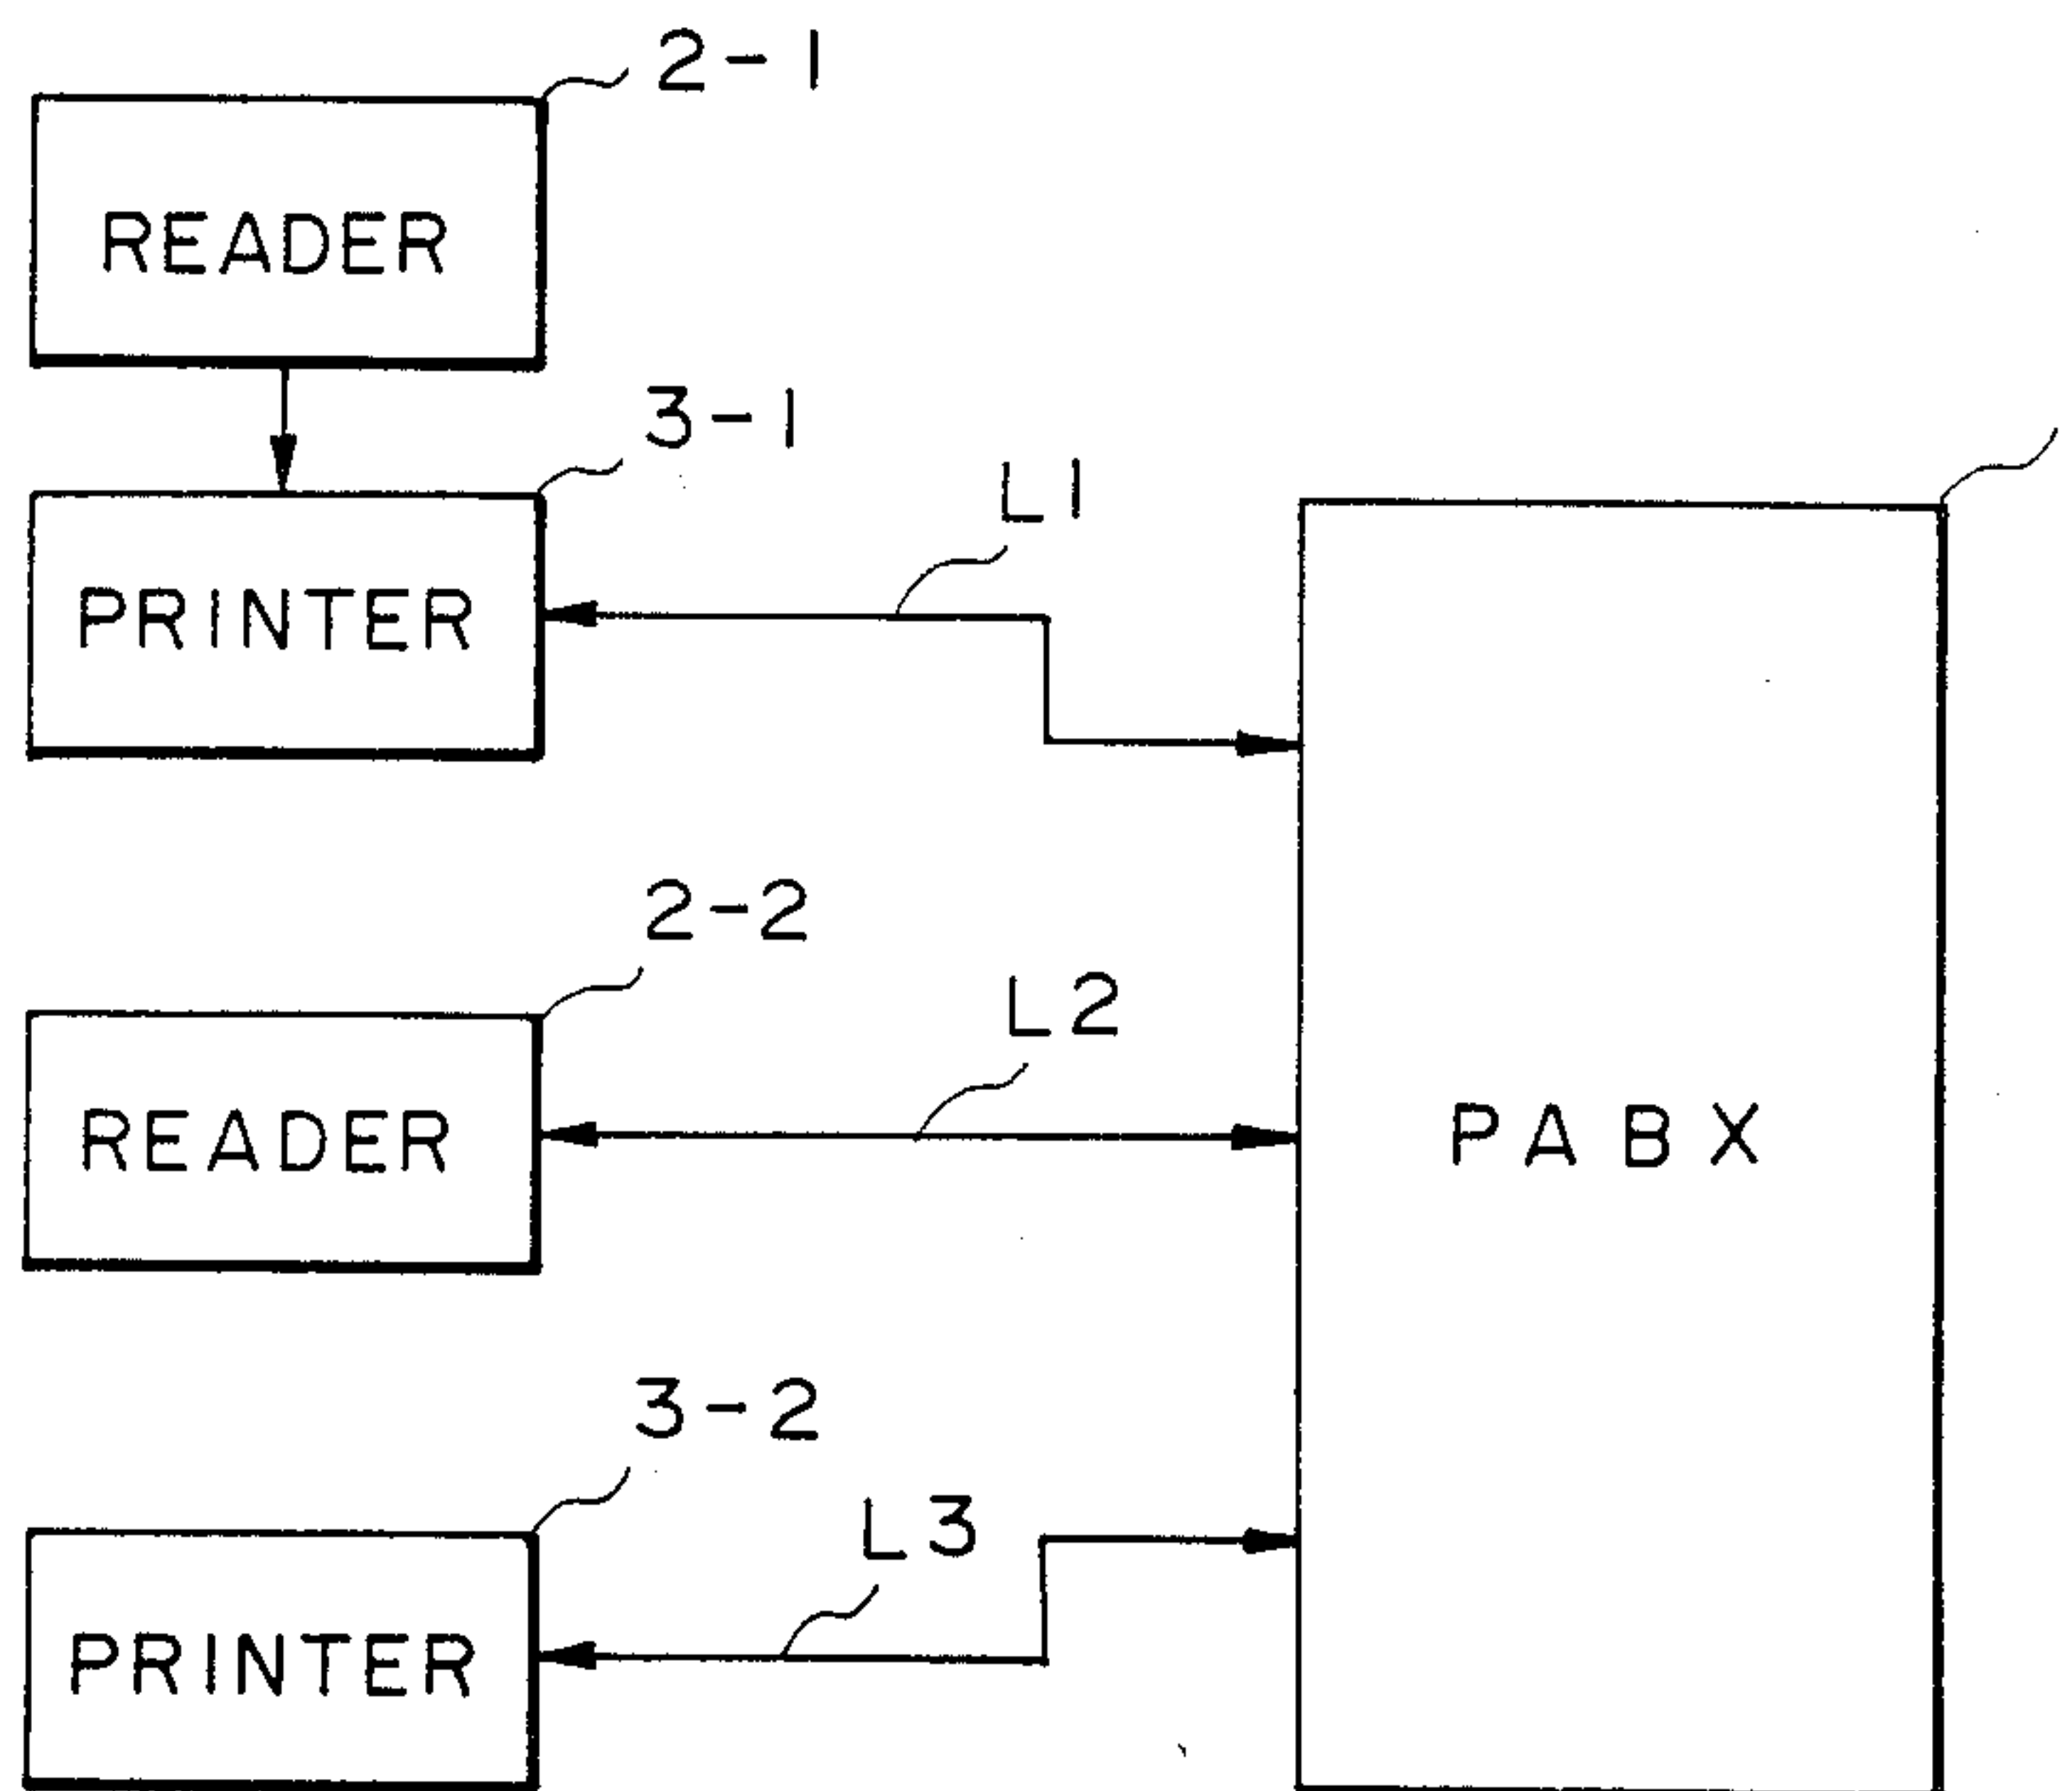 2-1
READER
3-1
L1
PRINTER
2-2
L2
READER
PABX
3-2
L3
PRINTER